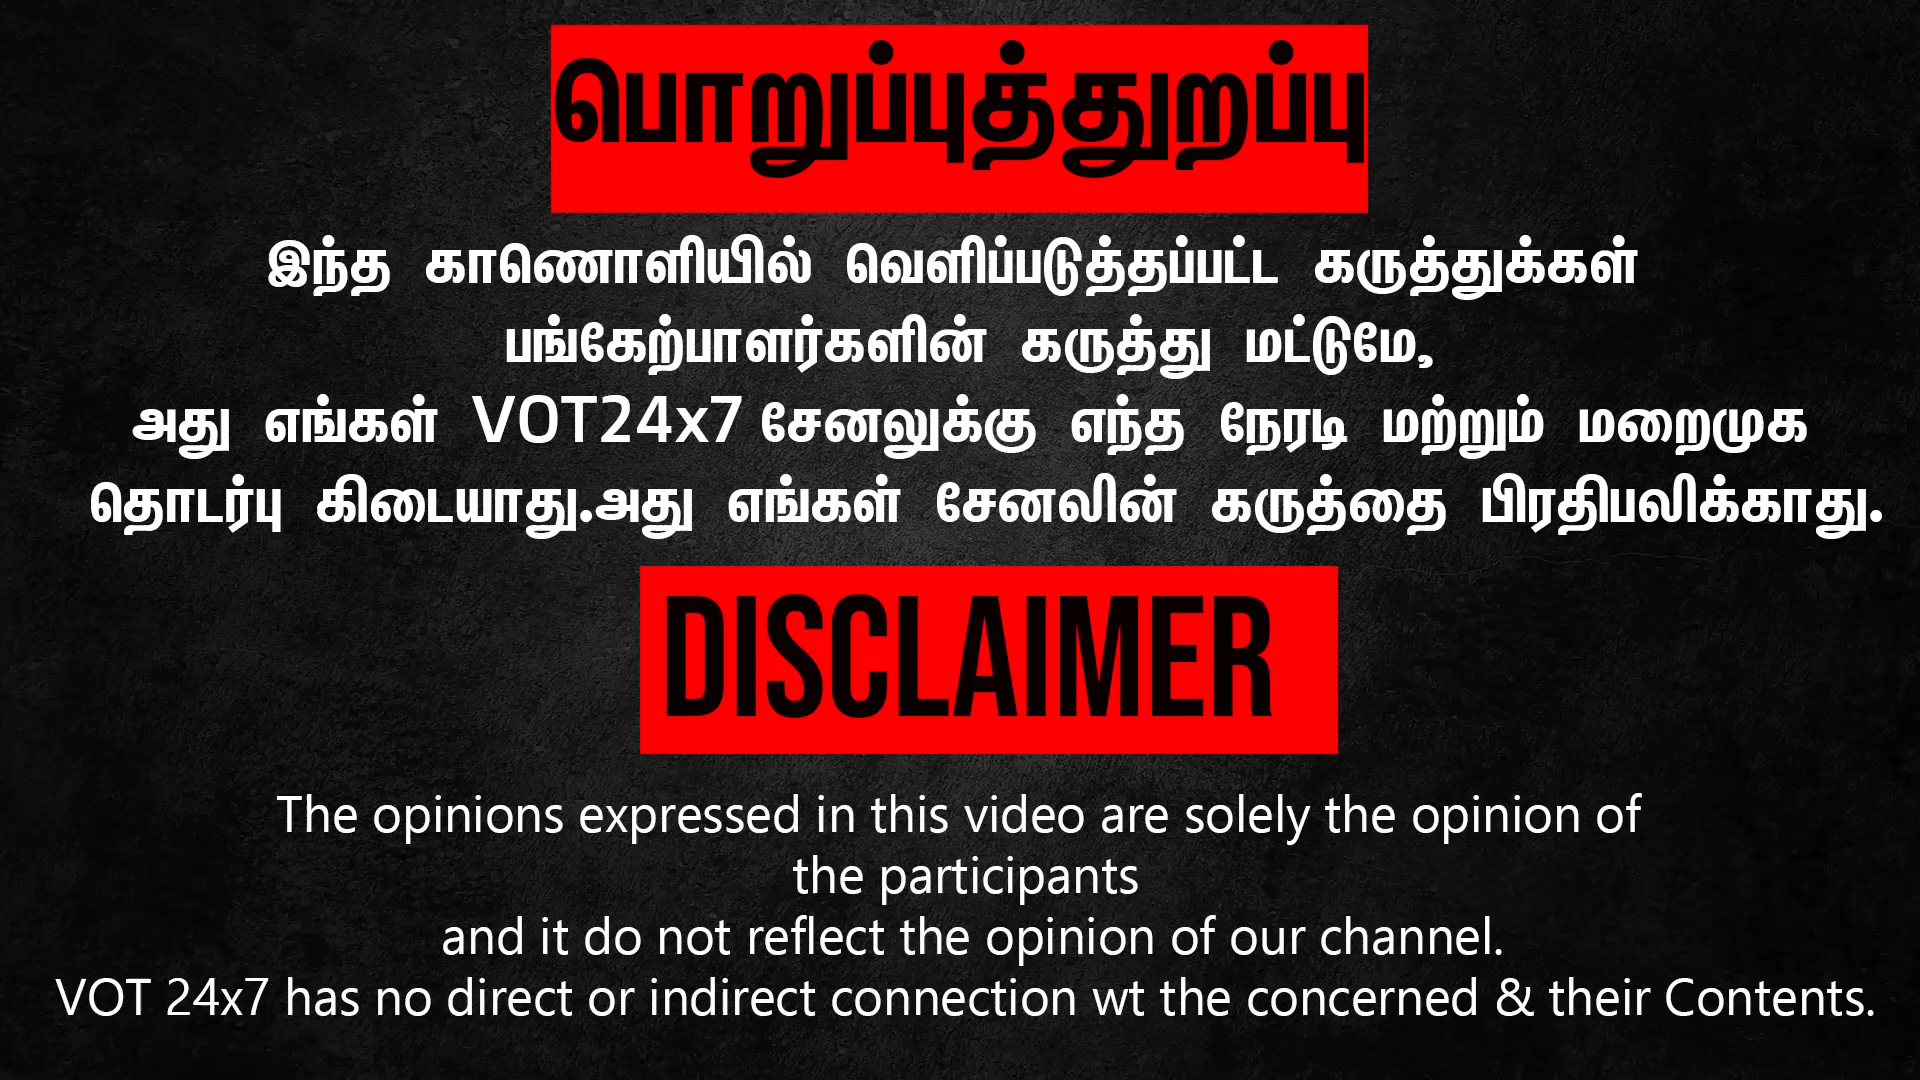 பொறுப்புத்துறப்பு
இந்த காணொளியில் வெளிப்படுத்தப்பட்ட கருத்துக்கள்
பங்கேற்பாளர்களின் கருத்து மட்டுமே,
அது எங்கள் VOT24x7 சேனலுக்கு எந்த நேரடி மற்றும் மறைமுக
தொடர்பு கிடையாது.அது எங்கள் சேனலின் கருத்தை பிரதிபலிக்காது.
DISCLAIMER
The opinions expressed in this video are solely the opinion of
the participants
and it do not reflect the opinion of our channel.
VOT 24x7 has no direct or indirect connection wt the concerned & their Contents.